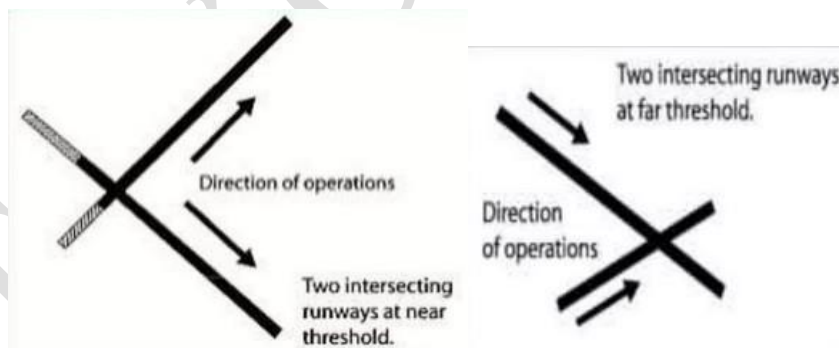 Direction of operations
Two intersecting
runways at near
threshold.
Two intersecting runways
at far threshold.
Direction
of operations